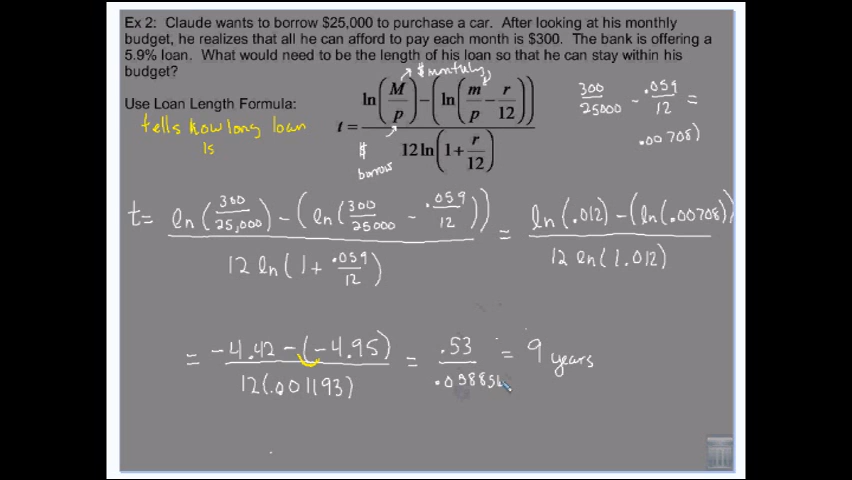 Ex 2: Claude wants to borrow $25,000 to purchase a car. After looking at his monthly
budget, he realizes that all he can afford to pay each month is $300. The bank is offering a
5.9% loan. What would need to be the length of his loan so that he can stay within his
budget?
$ monthly
Use Loan Length Formula:
tells how long loan
is
t = ( ln(M/p) − (ln(m/p − r/12)) ) / ( 12 ln(1 + r/12) )
$
borrow
300/25000 - .059/12 =
.00708)
t= ( ln(300/25,000) - (ln(300/25000 - .059/12)) ) / ( 12 ln(1 + .059/12) ) = ( ln(.012) - (ln(.00708)) ) / ( 12 ln(1.012) )
= ( -4.42 - (-4.95) ) / ( 12(.001193) ) = .53 / = 9 years